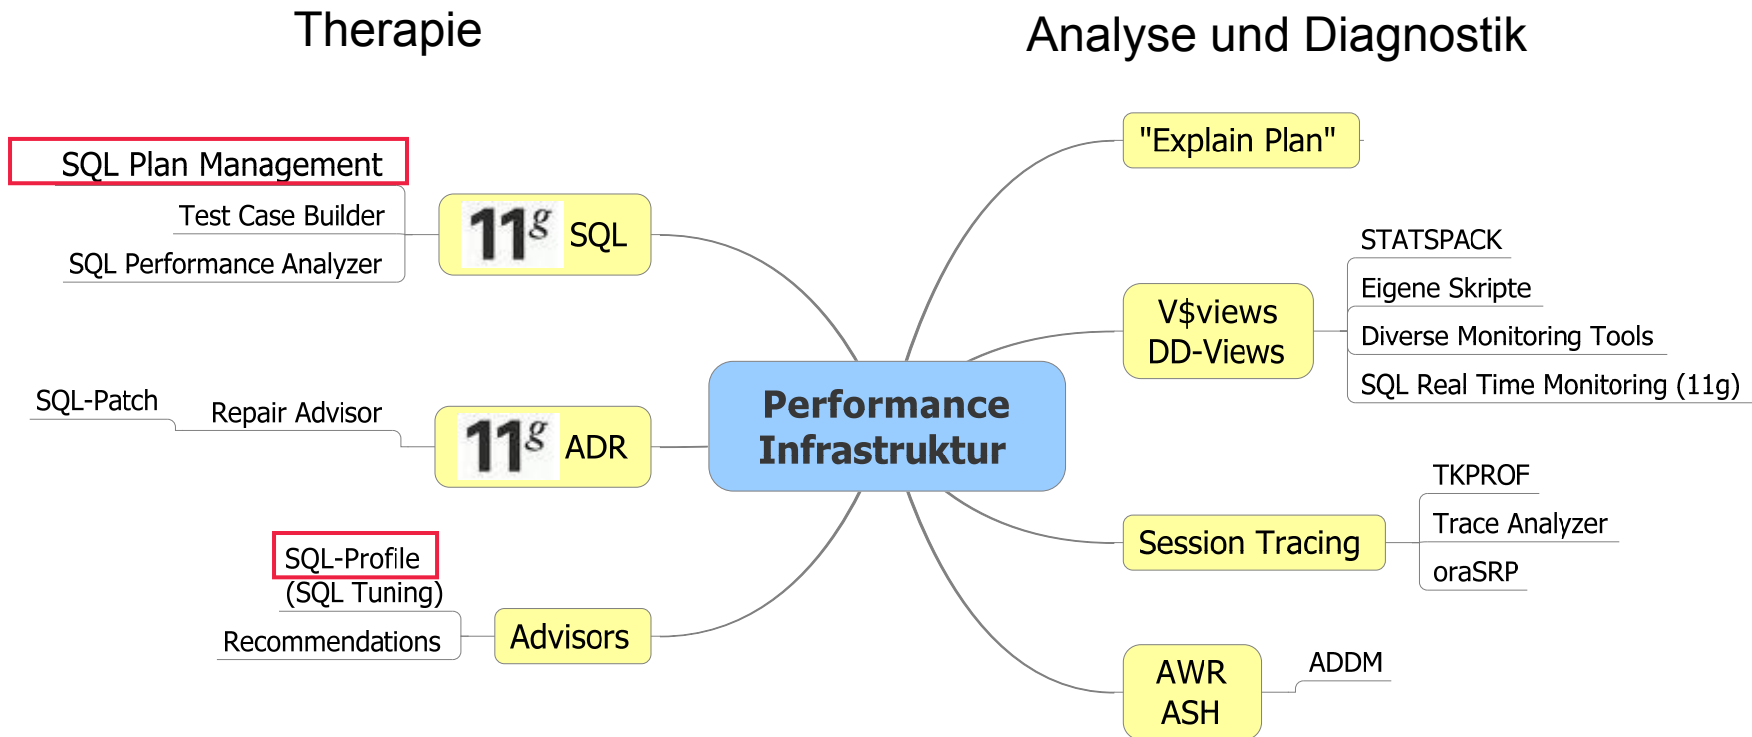 Therapie
Analyse und Diagnostik
SQL Plan Management
Test Case Builder
SQL Performance Analyzer
11g SQL
SQL-Patch
Repair Advisor
11g ADR
SQL-Profile
(SQL Tuning)
Recommendations
Advisors
Performance
Infrastruktur
"Explain Plan"
V$views
DD-Views
STATSPACK
Eigene Skripte
Diverse Monitoring Tools
SQL Real Time Monitoring (11g)
Session Tracing
TKPROF
Trace Analyzer
oraSRP
AWR
ASH
ADDM